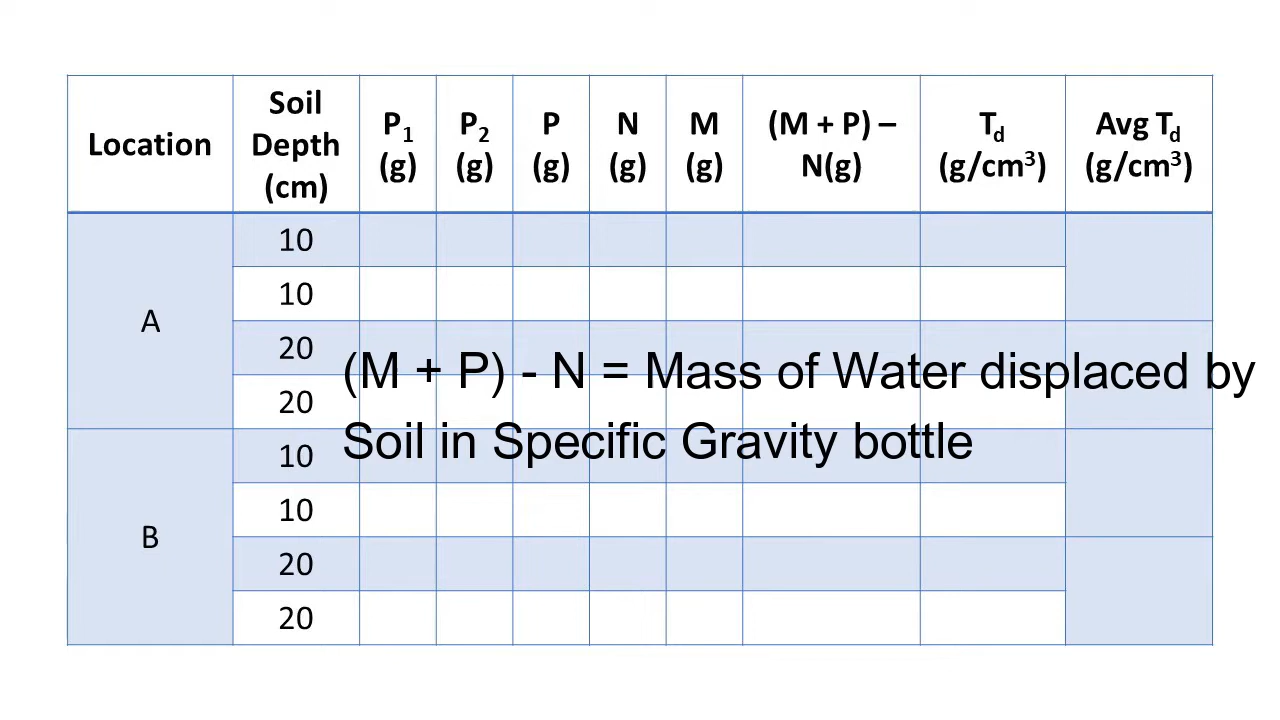 Location Soil Depth (cm) P1 (g) P2 (g) P (g) N (g) M (g) (M + P) – N(g) Td (g/cm³) Avg Td (g/cm³)
A
10
10
20
20
(M + P) - N = Mass of Water displaced by
Soil in Specific Gravity bottle
B
10
10
20
20